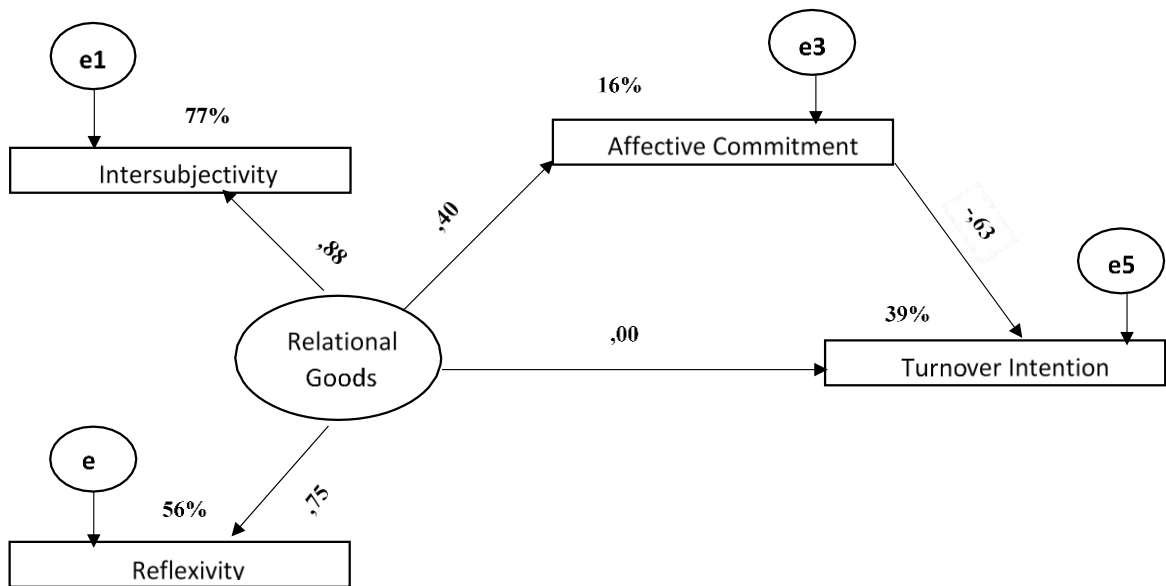 e1
77%
Intersubjectivity
e3
16%
Affective Commitment
,88
,40
-,63
e5
39%
Relational
Goods
,00
Turnover Intention
e
56%
,75
Reflexivity